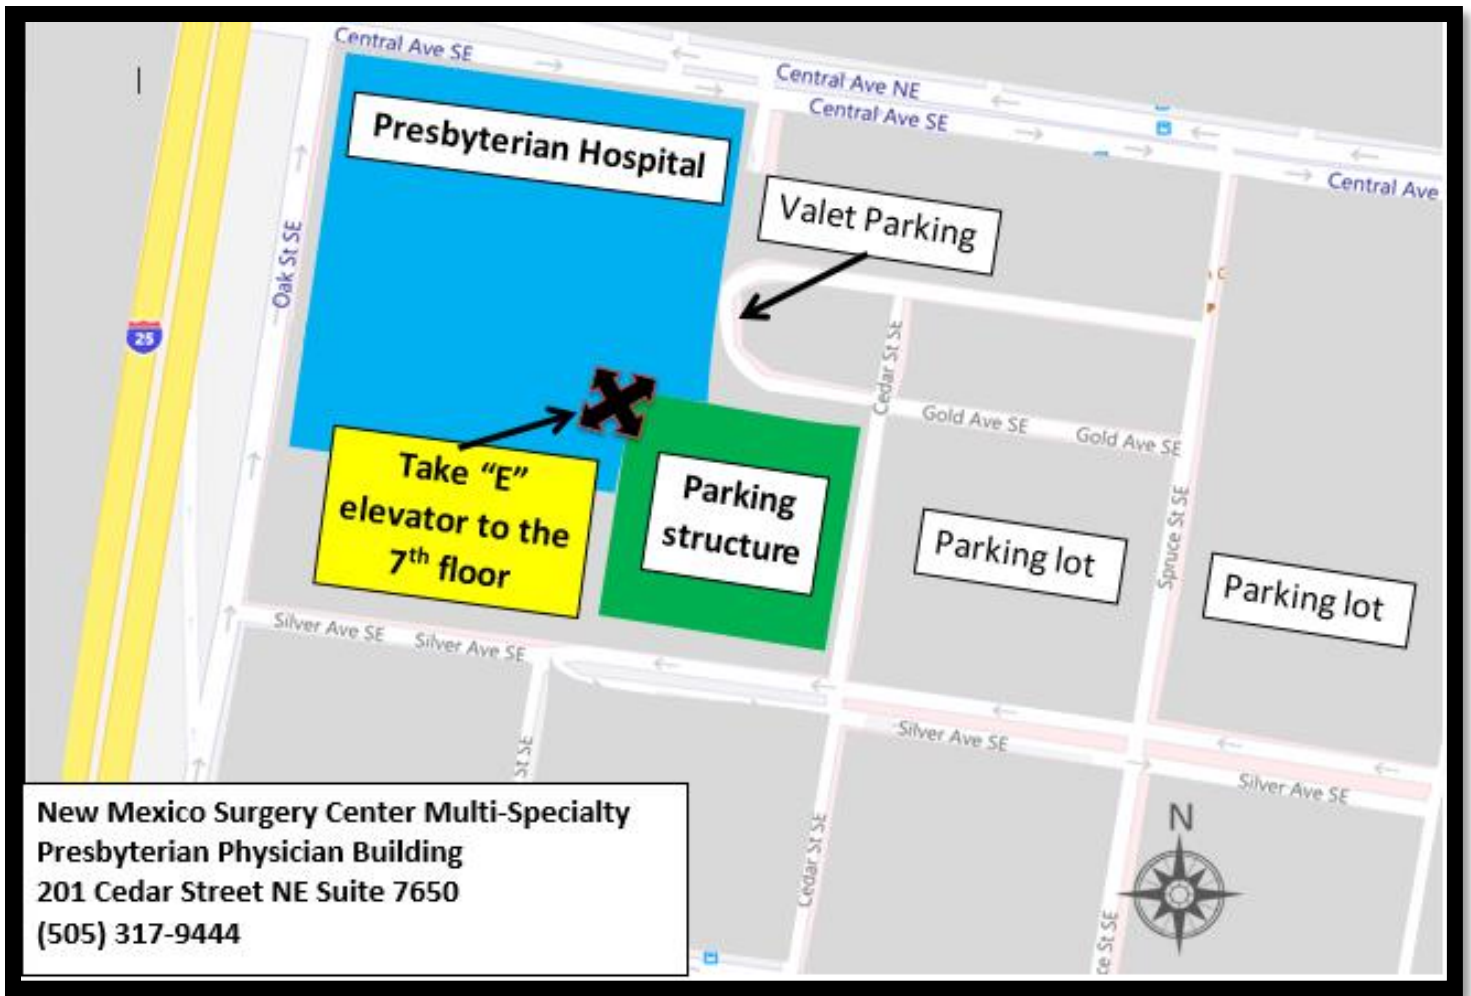 Central Ave SE
Central Ave NE
Central Ave SE
Central Ave
Presbyterian Hospital
Valet Parking
Oak St SE
25
Cedar St SE
Gold Ave SE
Gold Ave SE
Take “E”
elevator to the
7th floor
Parking
structure
Parking lot
Spruce St SE
Parking lot
Silver Ave SE
Silver Ave SE
Silver Ave SE
Silver Ave SE
St SE
Cedar St SE
ce St SE
N
New Mexico Surgery Center Multi-Specialty
Presbyterian Physician Building
201 Cedar Street NE Suite 7650
(505) 317-9444